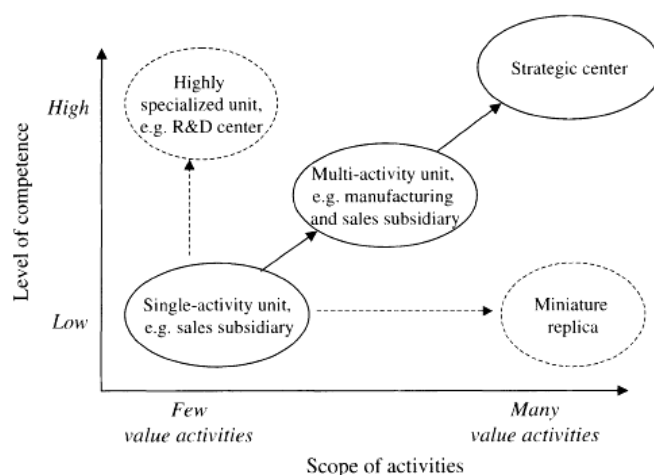 Highly
specialized unit,
e.g. R&D center
Strategic center
High
Multi-activity unit,
e.g. manufacturing
and sales subsidiary
Level of competence
Single-activity unit,
e.g. sales subsidiary
Miniature
replica
Low
Few
value activities
Many
value activities
Scope of activities